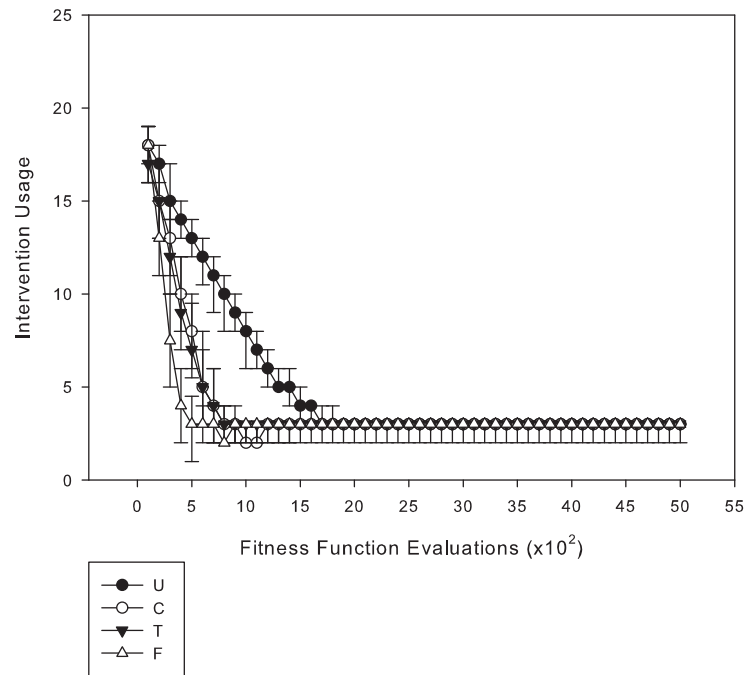 25
20
15
10
5
0
Intervention Usage
0 5 10 15 20 25 30 35 40 45 50 55
Fitness Function Evaluations (x10²)
U
C
T
F